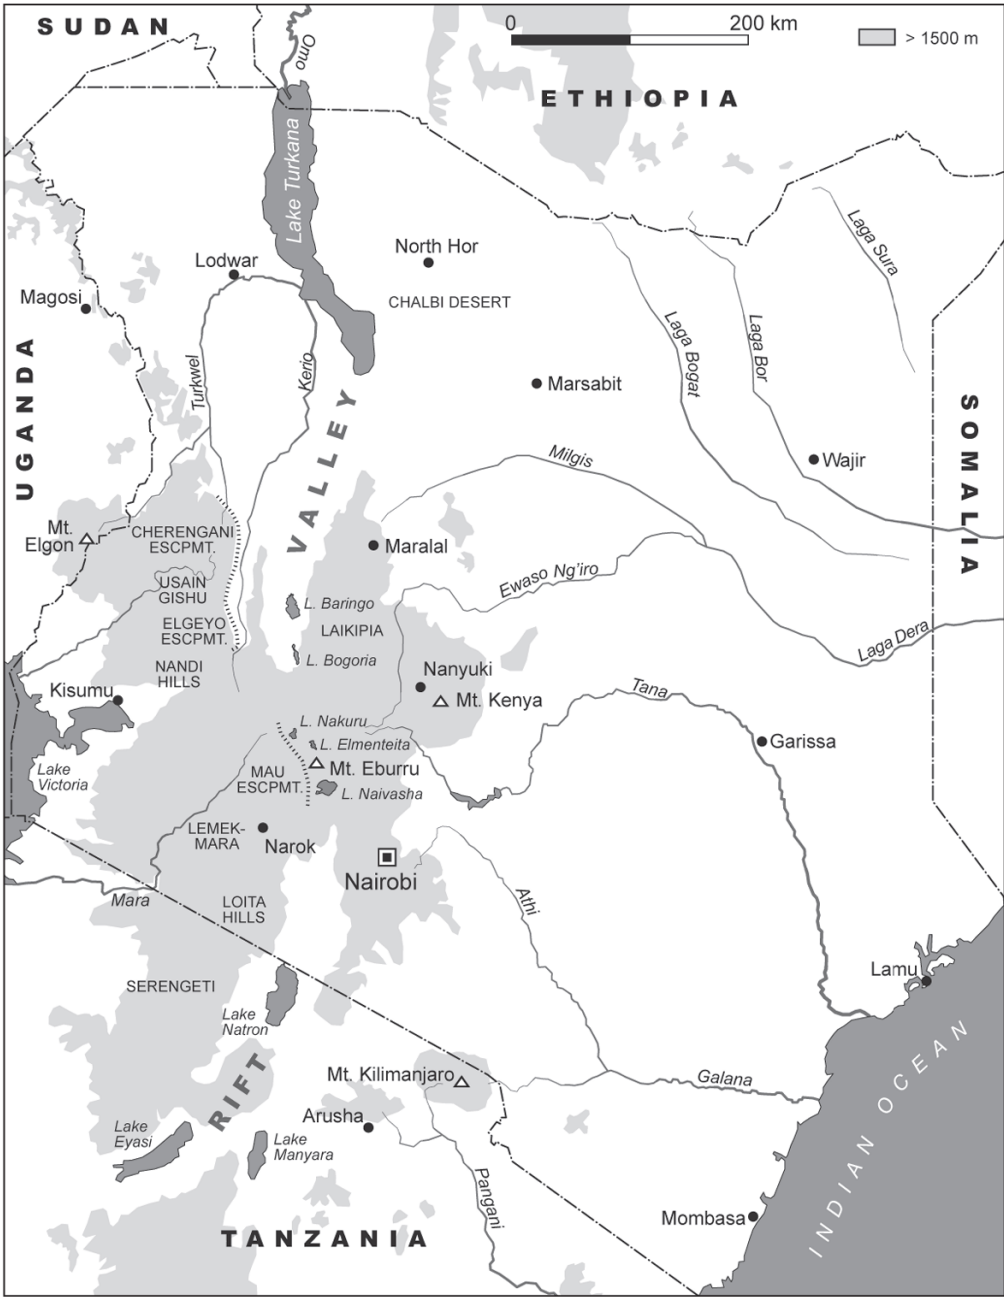 SUDAN
0
200 km
> 1500 m
Omo
ETHIOPIA
Lake Turkana
Laga Sura
North Hor
Lodwar
Magosi
CHALBI DESERT
Laga Bogat
Laga Bor
UGANDA
Turkwel
Kerio
Marsabit
VALLEY
SOMALIA
Milgis
Wajir
Mt.
Elgon
CHERENGANI
ESCPMT.
Maralal
USAIN
GISHU
Ewaso Ng'iro
L. Baringo
ELGEYO
ESCPMT.
LAIKIPIA
Laga Dera
NANDI
HILLS
L. Bogoria
Nanyuki
Kisumu
Mt. Kenya
Tana
L. Nakuru
Garissa
L. Elmenteita
Lake
Victoria
MAU
ESCPMT.
Mt. Eburru
L. Naivasha
LEMEK-
MARA
Narok
Nairobi
Mara
LOITA
HILLS
Athi
Lamu
SERENGETI
Lake
Natron
RIFT
Mt. Kilimanjaro
Galana
INDIAN OCEAN
Arusha
Lake
Eyasi
Lake
Manyara
Pangani
Mombasa
TANZANIA